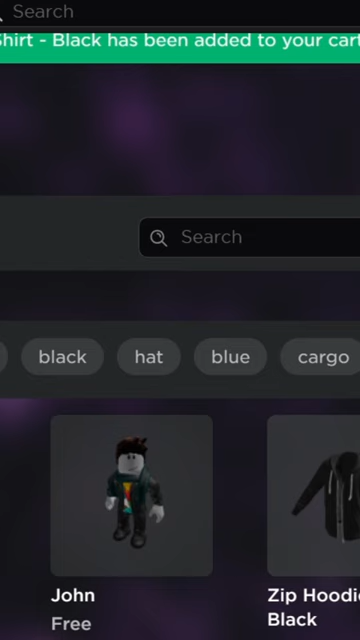 Search
Shirt - Black has been added to your cart
Search
black
hat
blue
cargo
John
Free
Zip Hoodie
Black